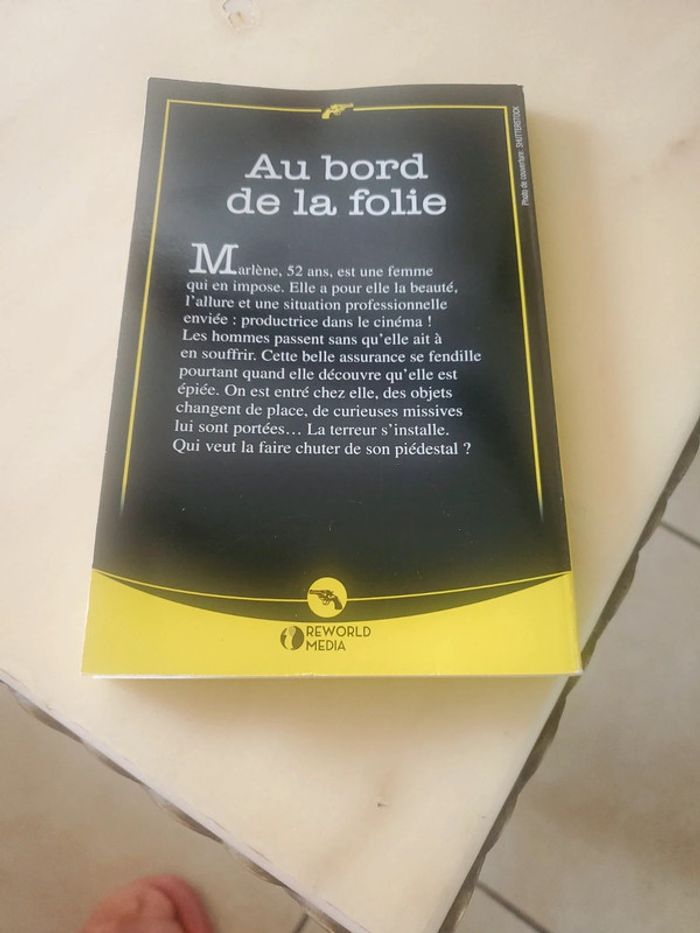 Photo de couverture : SHUTTERSTOCK
Au bord
de la folie
Marlène, 52 ans, est une femme
qui en impose. Elle a pour elle la beauté,
l'allure et une situation professionnelle
enviée : productrice dans le cinéma !
Les hommes passent sans qu'elle ait à
en souffrir. Cette belle assurance se fendille
pourtant quand elle découvre qu'elle est
épiée. On est entré chez elle, des objets
changent de place, de curieuses missives
lui sont portées... La terreur s'installe.
Qui veut la faire chuter de son piédestal ?
REWORLD
MEDIA